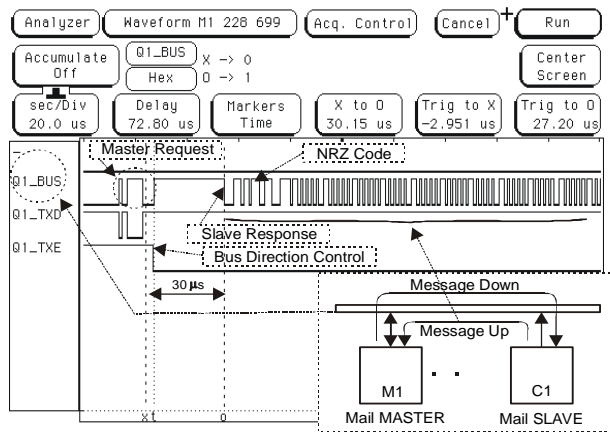 Analyzer Waveform M1 228 699 Acq. Control Cancel Run
Accumulate Off
Q1_BUS X -> 0
Hex O -> 1
Center Screen
sec/Div 20.0 us
Delay 72.80 us
Markers Time
X to O 30.15 us
Trig to X -2.951 us
Trig to O 27.20 us
Master Request
NRZ Code
Q1_BUS
Q1_TXD
Slave Response
Q1_TXE
Bus Direction Control
30 µs
Message Down
Message Up
M1
C1
Mail MASTER
Mail SLAVE
x t o